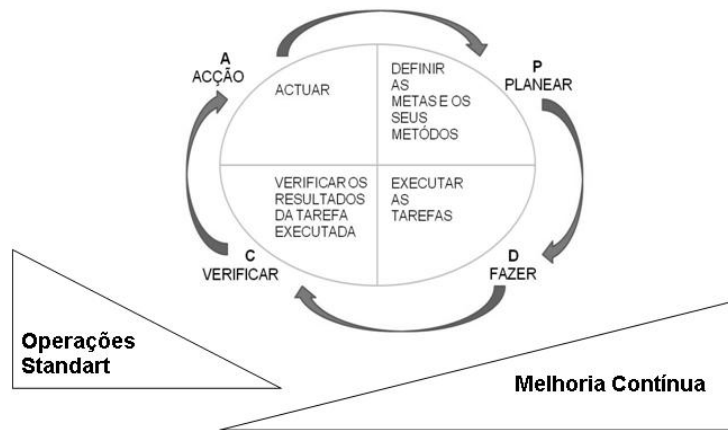 A
ACÇÃO
ACTUAR
DEFINIR
AS
METAS E OS
SEUS
METÓDOS
P
PLANEAR
VERIFICAR OS
RESULTADOS
DA TAREFA
EXECUTADA
EXECUTAR
AS
TAREFAS
C
VERIFICAR
D
FAZER
Operações
Standart
Melhoria Contínua